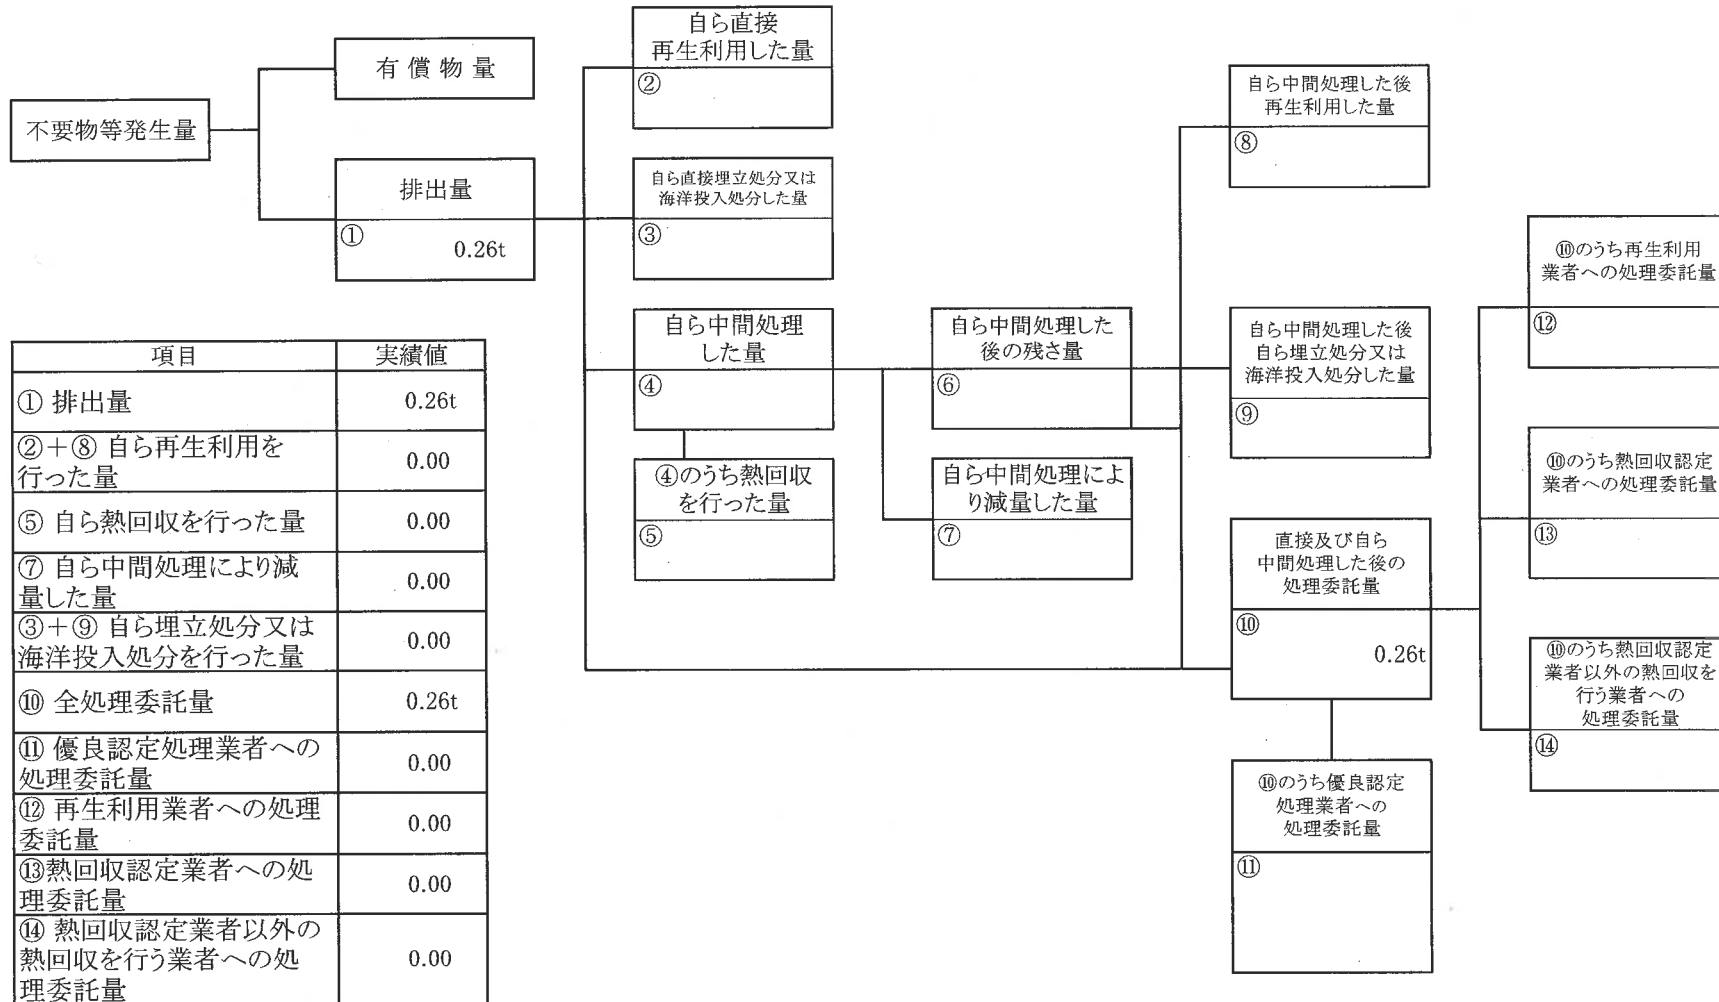 不要物等発生量
有償物量
排出量
①
0.26t
自ら直接
再生利用した量
②
自ら直接埋立処分又は
海洋投入処分した量
③
自ら中間処理
した量
④
④のうち熱回収
を行った量
⑤
自ら中間処理した
後の残さ量
⑥
自ら中間処理によ
り減量した量
⑦
自ら中間処理した後
再生利用した量
⑧
自ら中間処理した後
自ら埋立処分又は
海洋投入処分した量
⑨
直接及び自ら
中間処理した後の
処理委託量
⑩
0.26t
⑩のうち優良認定
処理業者への
処理委託量
⑪
⑩のうち再生利用
業者への処理委託量
⑫
⑩のうち熱回収認定
業者への処理委託量
⑬
⑩のうち熱回収認定
業者以外の熱回収を
行う業者への
処理委託量
⑭
項目 実績値
① 排出量 0.26t
②+⑧ 自ら再生利用を
行った量 0.00
⑤ 自ら熱回収を行った量 0.00
⑦ 自ら中間処理により減
量した量 0.00
③+⑨ 自ら埋立処分又は
海洋投入処分を行った量 0.00
⑩ 全処理委託量 0.26t
⑪ 優良認定処理業者への
処理委託量 0.00
⑫ 再生利用業者への処理
委託量 0.00
⑬熱回収認定業者への処
理委託量 0.00
⑭ 熱回収認定業者以外の
熱回収を行う業者への処
理委託量 0.00